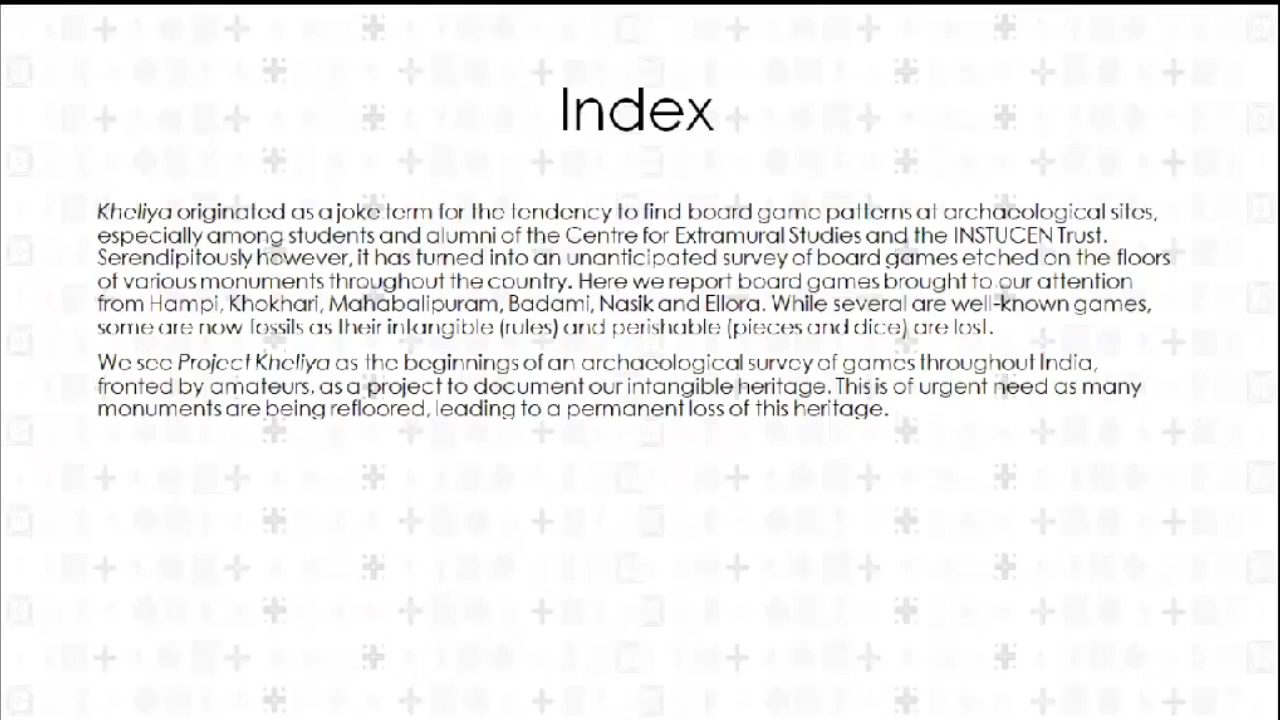 Index
Kheliya originated as a joke term for the tendency to find board game patterns at archaeological sites,
especially among students and alumni of the Centre for Extramural Studies and the INSTUCEN Trust.
Serendipitously however, it has turned into an unanticipated survey of board games etched on the floors
of various monuments throughout the country. Here we report board games brought to our attention
from Hampi, Khokhari, Mahabalipuram, Badami, Nasik and Ellora. While several are well-known games,
some are now fossils as their intangible (rules) and perishable (pieces and dice) are lost.
We see Project Kheliya as the beginnings of an archaeological survey of games throughout India,
fronted by amateurs, as a project to document our intangible heritage. This is of urgent need as many
monuments are being refloored, leading to a permanent loss of this heritage.